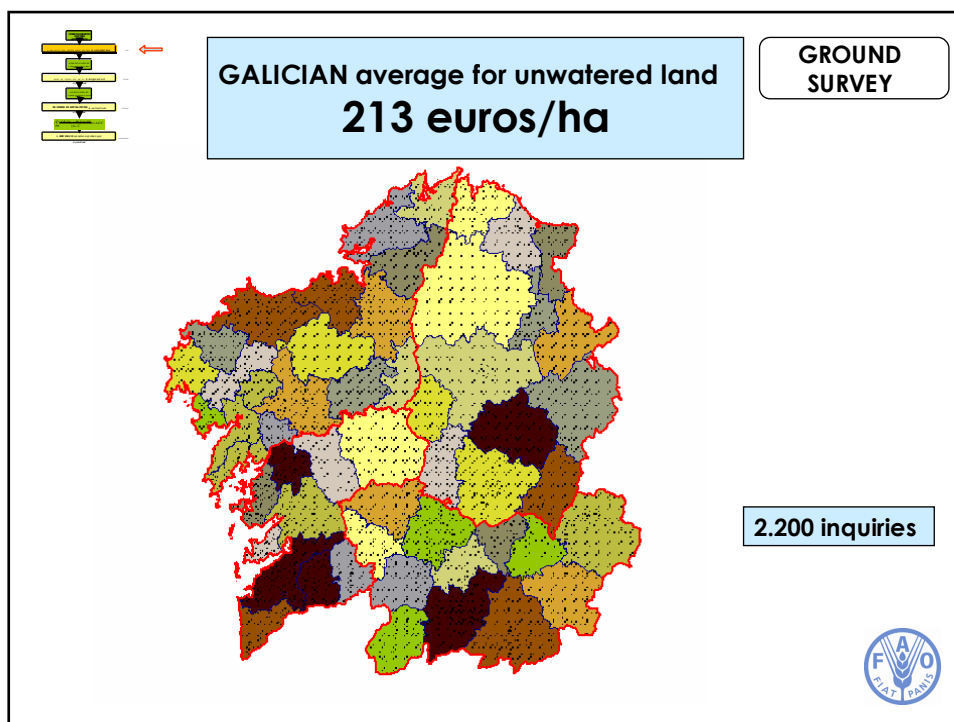 GALICIAN average for unwatered land
213 euros/ha
GROUND
SURVEY
2.200 inquiries
F A O
FIAT PANIS